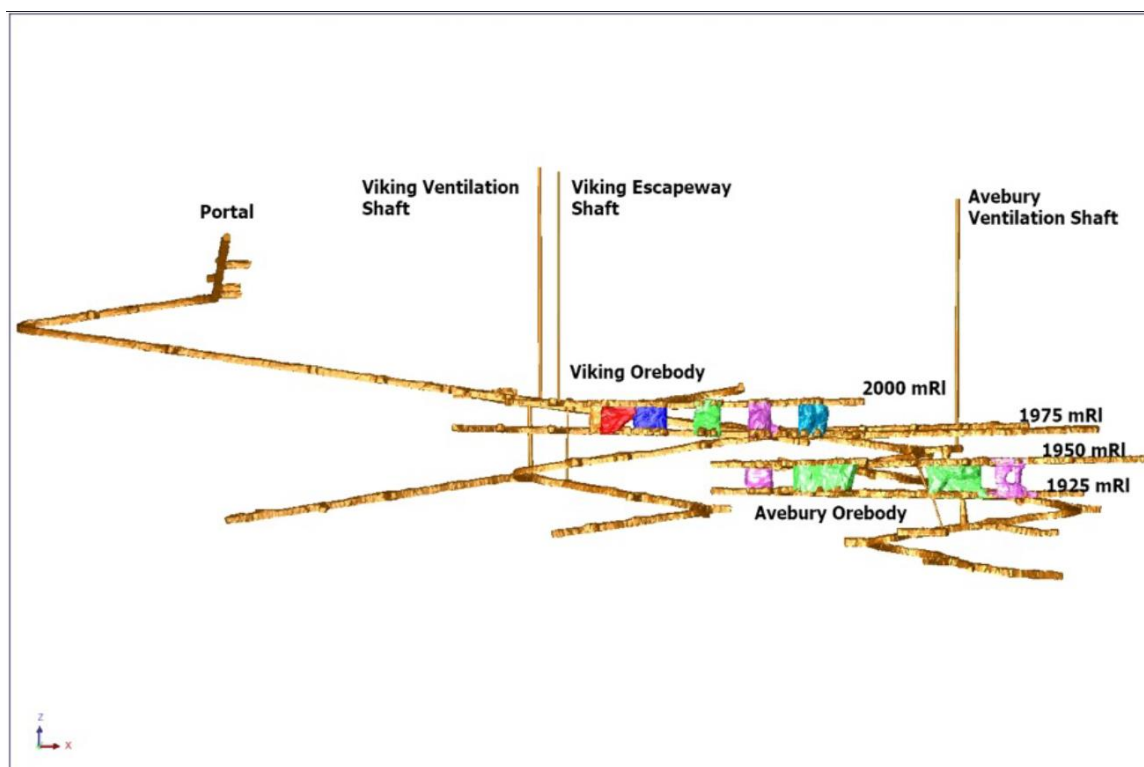 Viking Ventilation
Shaft
Viking Escapeway
Shaft
Portal
Avebury
Ventilation Shaft
Viking Orebody
2000 mRl
1975 mRl
1950 mRl
1925 mRl
Avebury Orebody
Z
X